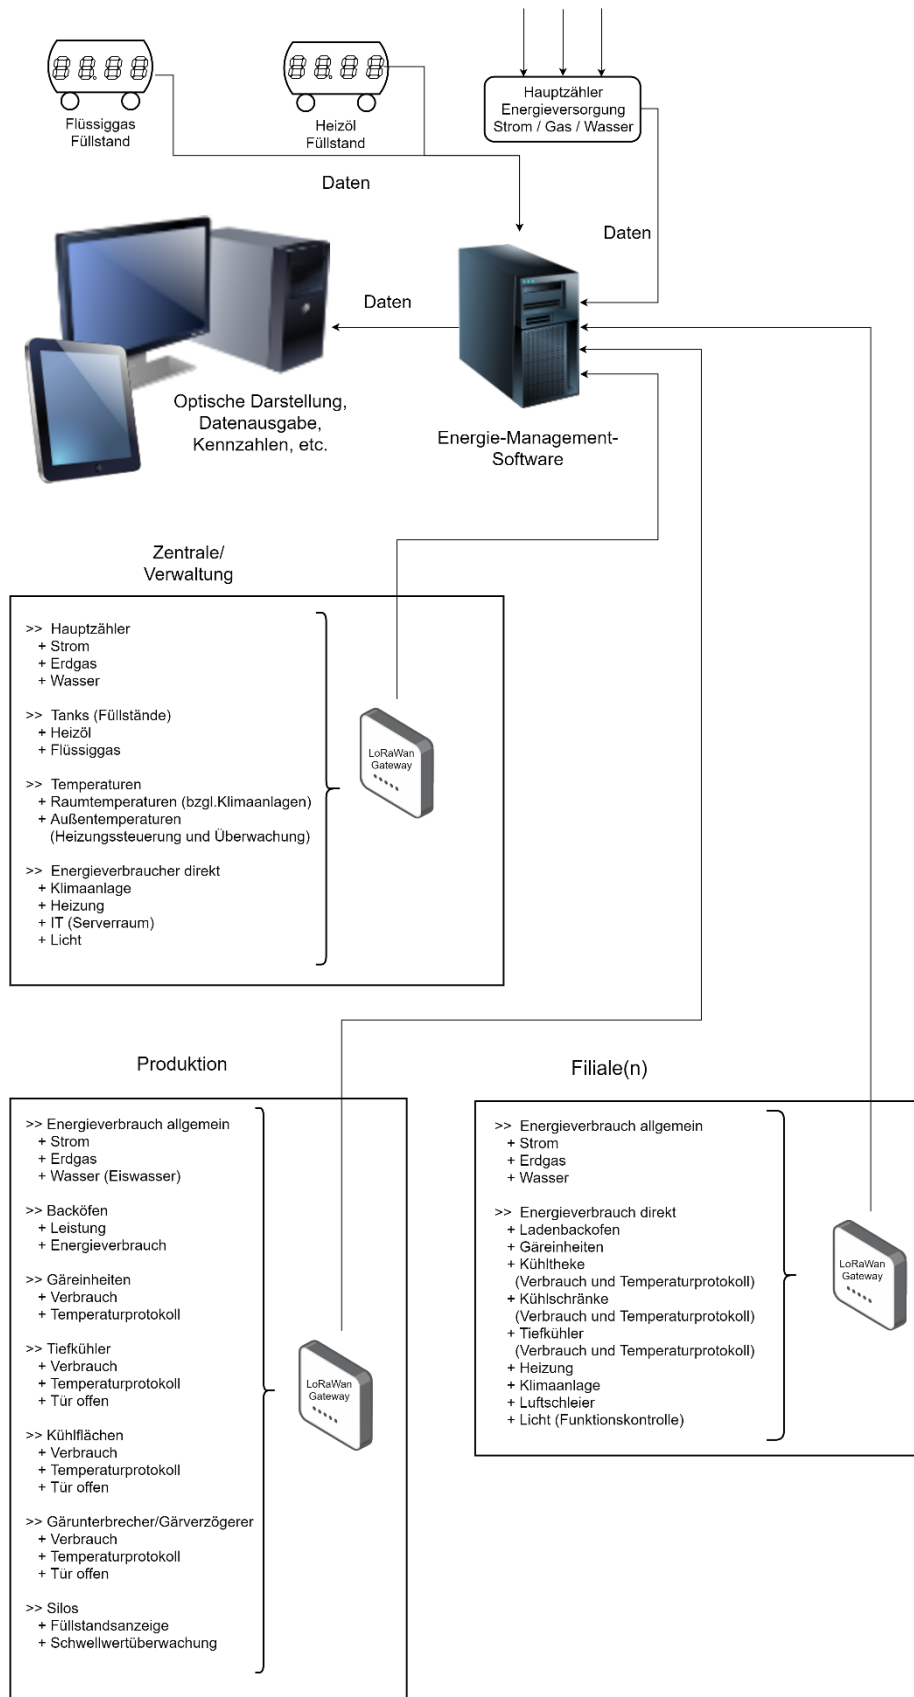 88.88
88.88
Flüssiggas
Füllstand
Heizöl
Füllstand
Hauptzähler
Energieversorgung
Strom / Gas / Wasser
Daten
Daten
Daten
Optische Darstellung,
Datenausgabe,
Kennzahlen, etc.
Energie-Management-
Software
Zentrale/
Verwaltung
>> Hauptzähler
+ Strom
+ Erdgas
+ Wasser
>> Tanks (Füllstände)
+ Heizöl
+ Flüssiggas
>> Temperaturen
+ Raumtemperaturen (bzgl.Klimaanlagen)
+ Außentemperaturen
(Heizungssteuerung und Überwachung)
>> Energieverbraucher direkt
+ Klimaanlage
+ Heizung
+ IT (Serverraum)
+ Licht
LoRaWan
Gateway
Produktion
>> Energieverbrauch allgemein
+ Strom
+ Erdgas
+ Wasser (Eiswasser)
>> Backöfen
+ Leistung
+ Energieverbrauch
>> Gäreinheiten
+ Verbrauch
+ Temperaturprotokoll
>> Tiefkühler
+ Verbrauch
+ Temperaturprotokoll
+ Tür offen
>> Kühlflächen
+ Verbrauch
+ Temperaturprotokoll
+ Tür offen
>> Gärunterbrecher/Gärverzögerer
+ Verbrauch
+ Temperaturprotokoll
+ Tür offen
>> Silos
+ Füllstandsanzeige
+ Schwellwertüberwachung
LoRaWan
Gateway
Filiale(n)
>> Energieverbrauch allgemein
+ Strom
+ Erdgas
+ Wasser
>> Energieverbrauch direkt
+ Ladenbackofen
+ Gäreinheiten
+ Kühltheke
(Verbrauch und Temperaturprotokoll)
+ Kühlschränke
(Verbrauch und Temperaturprotokoll)
+ Tiefkühler
(Verbrauch und Temperaturprotokoll)
+ Heizung
+ Klimaanlage
+ Luftschleier
+ Licht (Funktionskontrolle)
LoRaWan
Gateway